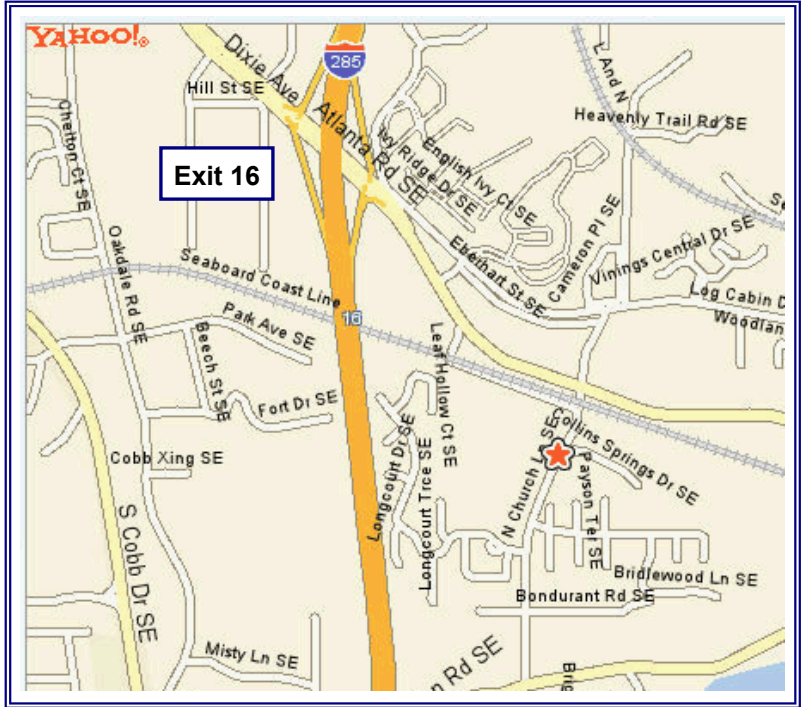 YAHOO!®
285
Dixie Ave
Hill St SE
Atlanta Rd SE
L And N
Heavenly Trail Rd SE
Chelton Ct SE
Ivy Ridge Dr SE
English Ivy Ct SE
Exit 16
Cameron Pl SE
Se
Vinings Central Dr SE
Oakdale Rd SE
Seaboard Coast Line
Eberhart St SE
Log Cabin D
Woodlan
16
Park Ave SE
Beech St SE
Leaf Hollow Ct SE
Fort Dr SE
Collins Springs Dr SE
Cobb Xing SE
Longcourt Dr SE
Longcourt Trce SE
N Church Ln SE
Payson Ter SE
S Cobb Dr SE
Bridlewood Ln SE
Bondurant Rd SE
Misty Ln SE
n Rd SE
Brig